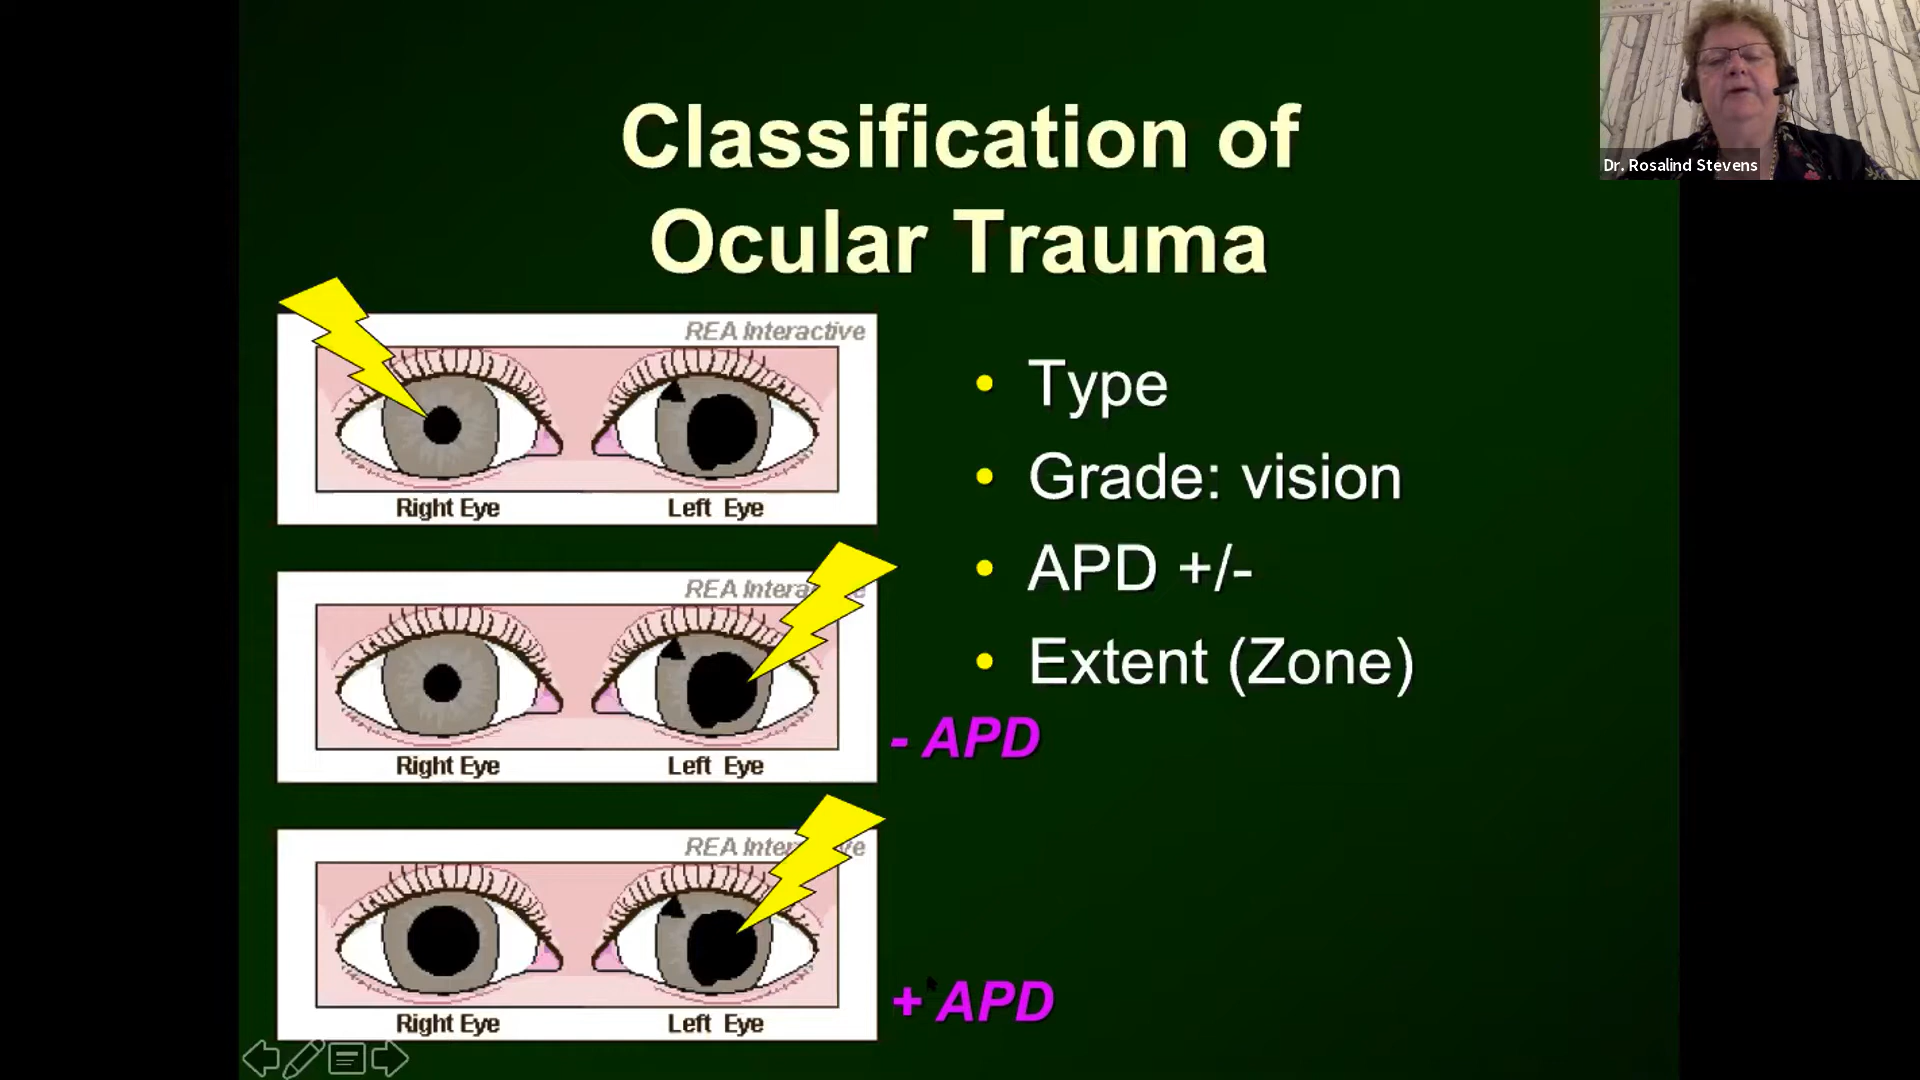 Dr. Rosalind Stevens
Classification of
Ocular Trauma
REA Interactive
Right Eye Left Eye
REA Intera
Right Eye Left Eye
- APD
REA Inter
Right Eye Left Eye
+ APD
• Type
• Grade: vision
• APD +/-
• Extent (Zone)